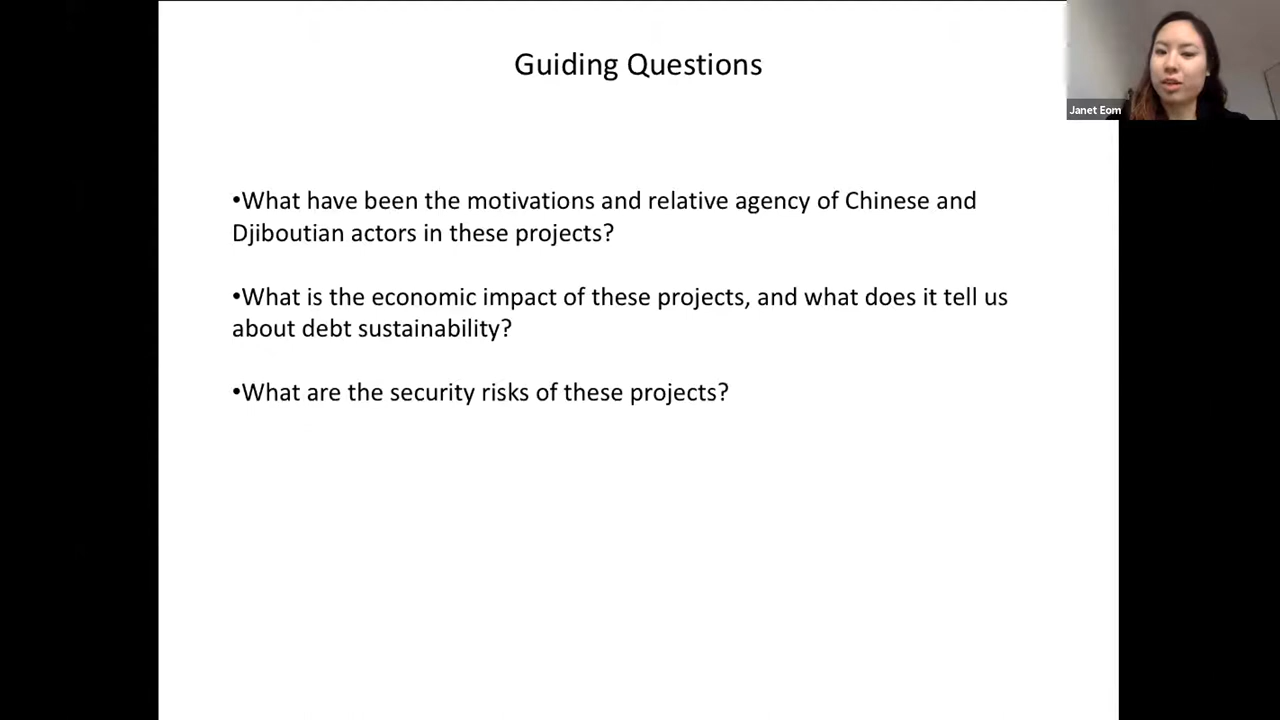 Guiding Questions
Janet Eom
•What have been the motivations and relative agency of Chinese and
Djiboutian actors in these projects?
•What is the economic impact of these projects, and what does it tell us
about debt sustainability?
•What are the security risks of these projects?